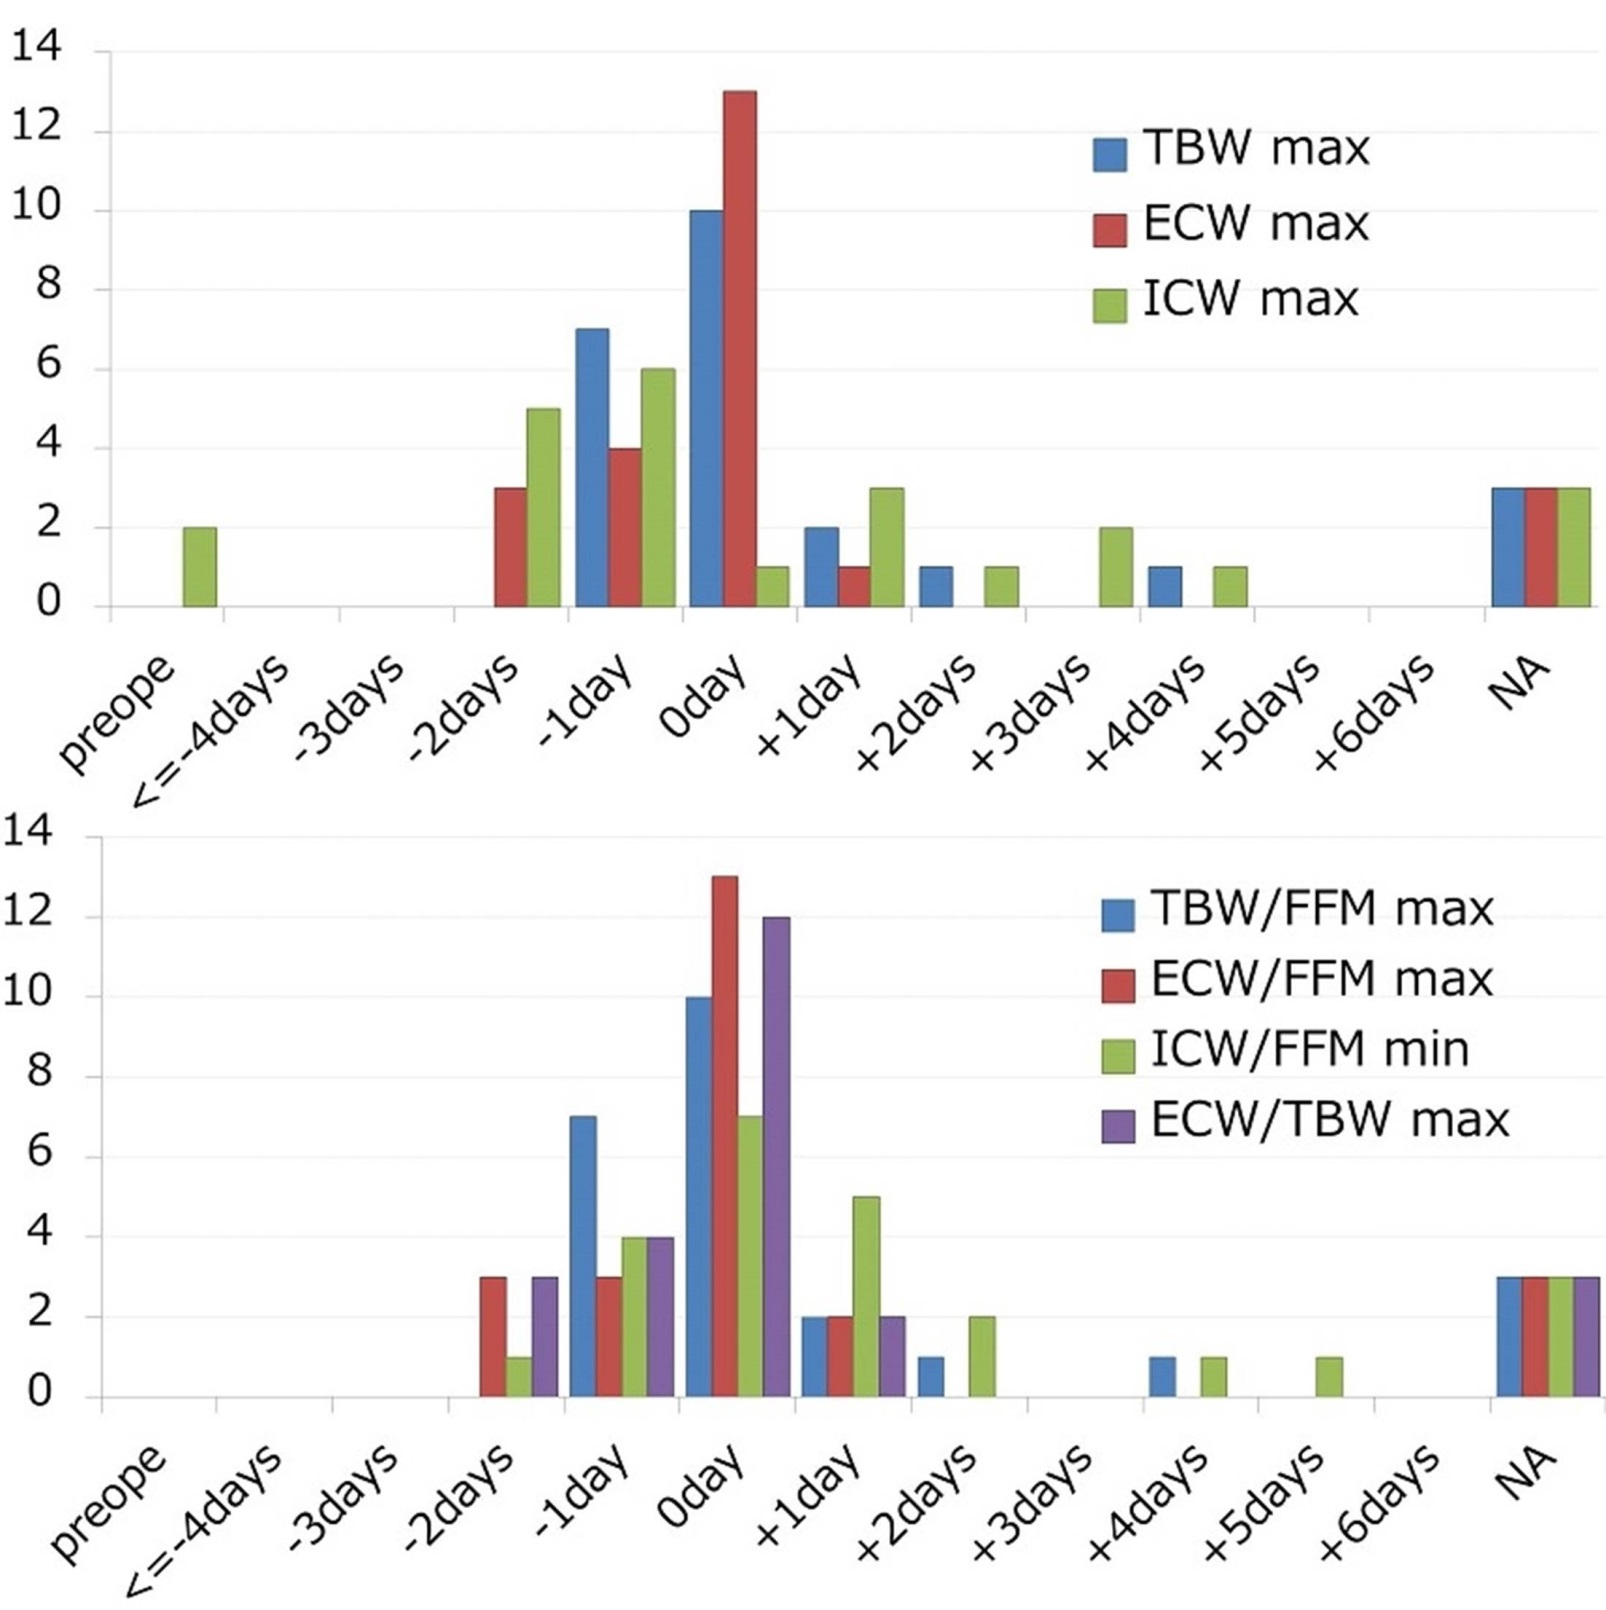 14
12
10
8
6
4
2
0
TBW max
ECW max
ICW max
preope
<=-4days
-3days
-2days
-1day
0day
+1day
+2days
+3days
+4days
+5days
+6days
NA
14
12
10
8
6
4
2
0
TBW/FFM max
ECW/FFM max
ICW/FFM min
ECW/TBW max
preope
<=-4days
-3days
-2days
-1day
0day
+1day
+2days
+3days
+4days
+5days
+6days
NA